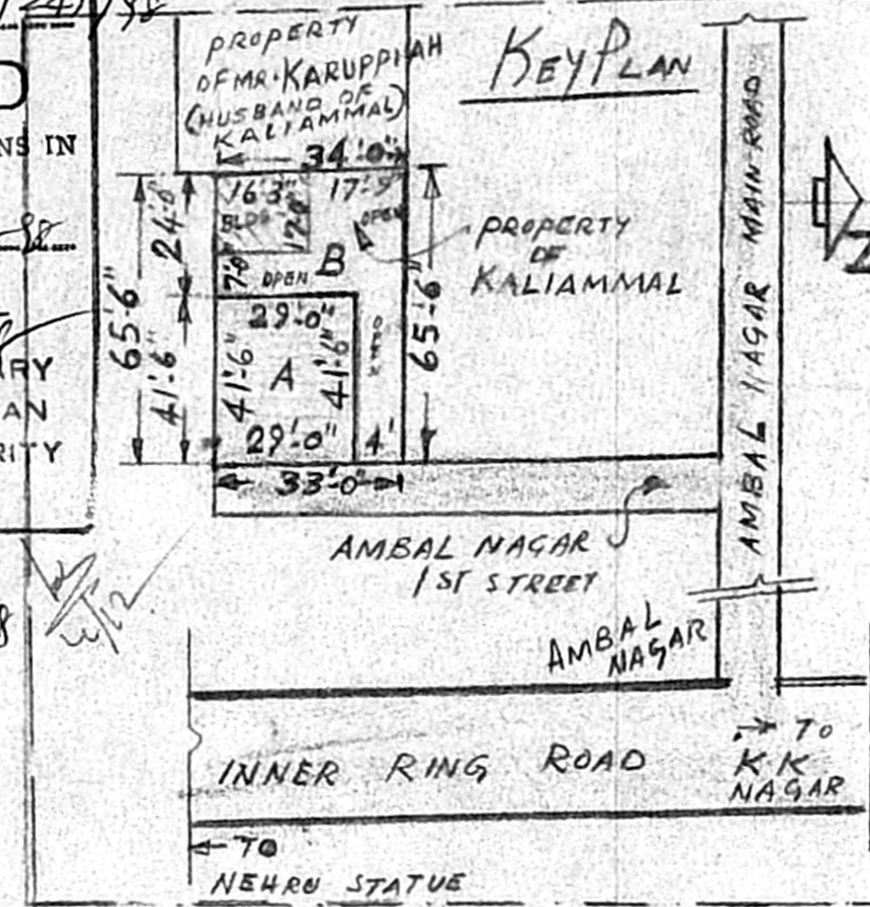 KEY PLAN
PROPERTY
OF MR. KARUPPIAH
(HUSBAND OF
KALIAMMAL)
NS IN
34'-0"
16'-3"
17'-9"
BLDG
17'-0"
OPEN
24'-0"
7'-0"
OPEN
B
PROPERTY
OF
KALIAMMAL
65'-6"
41'-6"
29'-0"
41'-6"
A
41'-6"
65'-6"
29'-0"
4'
33'-0"
RY
AN
RITY
AMBAL NAGAR MAIN ROAD
N
AMBAL NAGAR
1ST STREET
AMBAL
NAGAR
INNER RING ROAD
TO
K K
NAGAR
TO
NEHRU STATUE